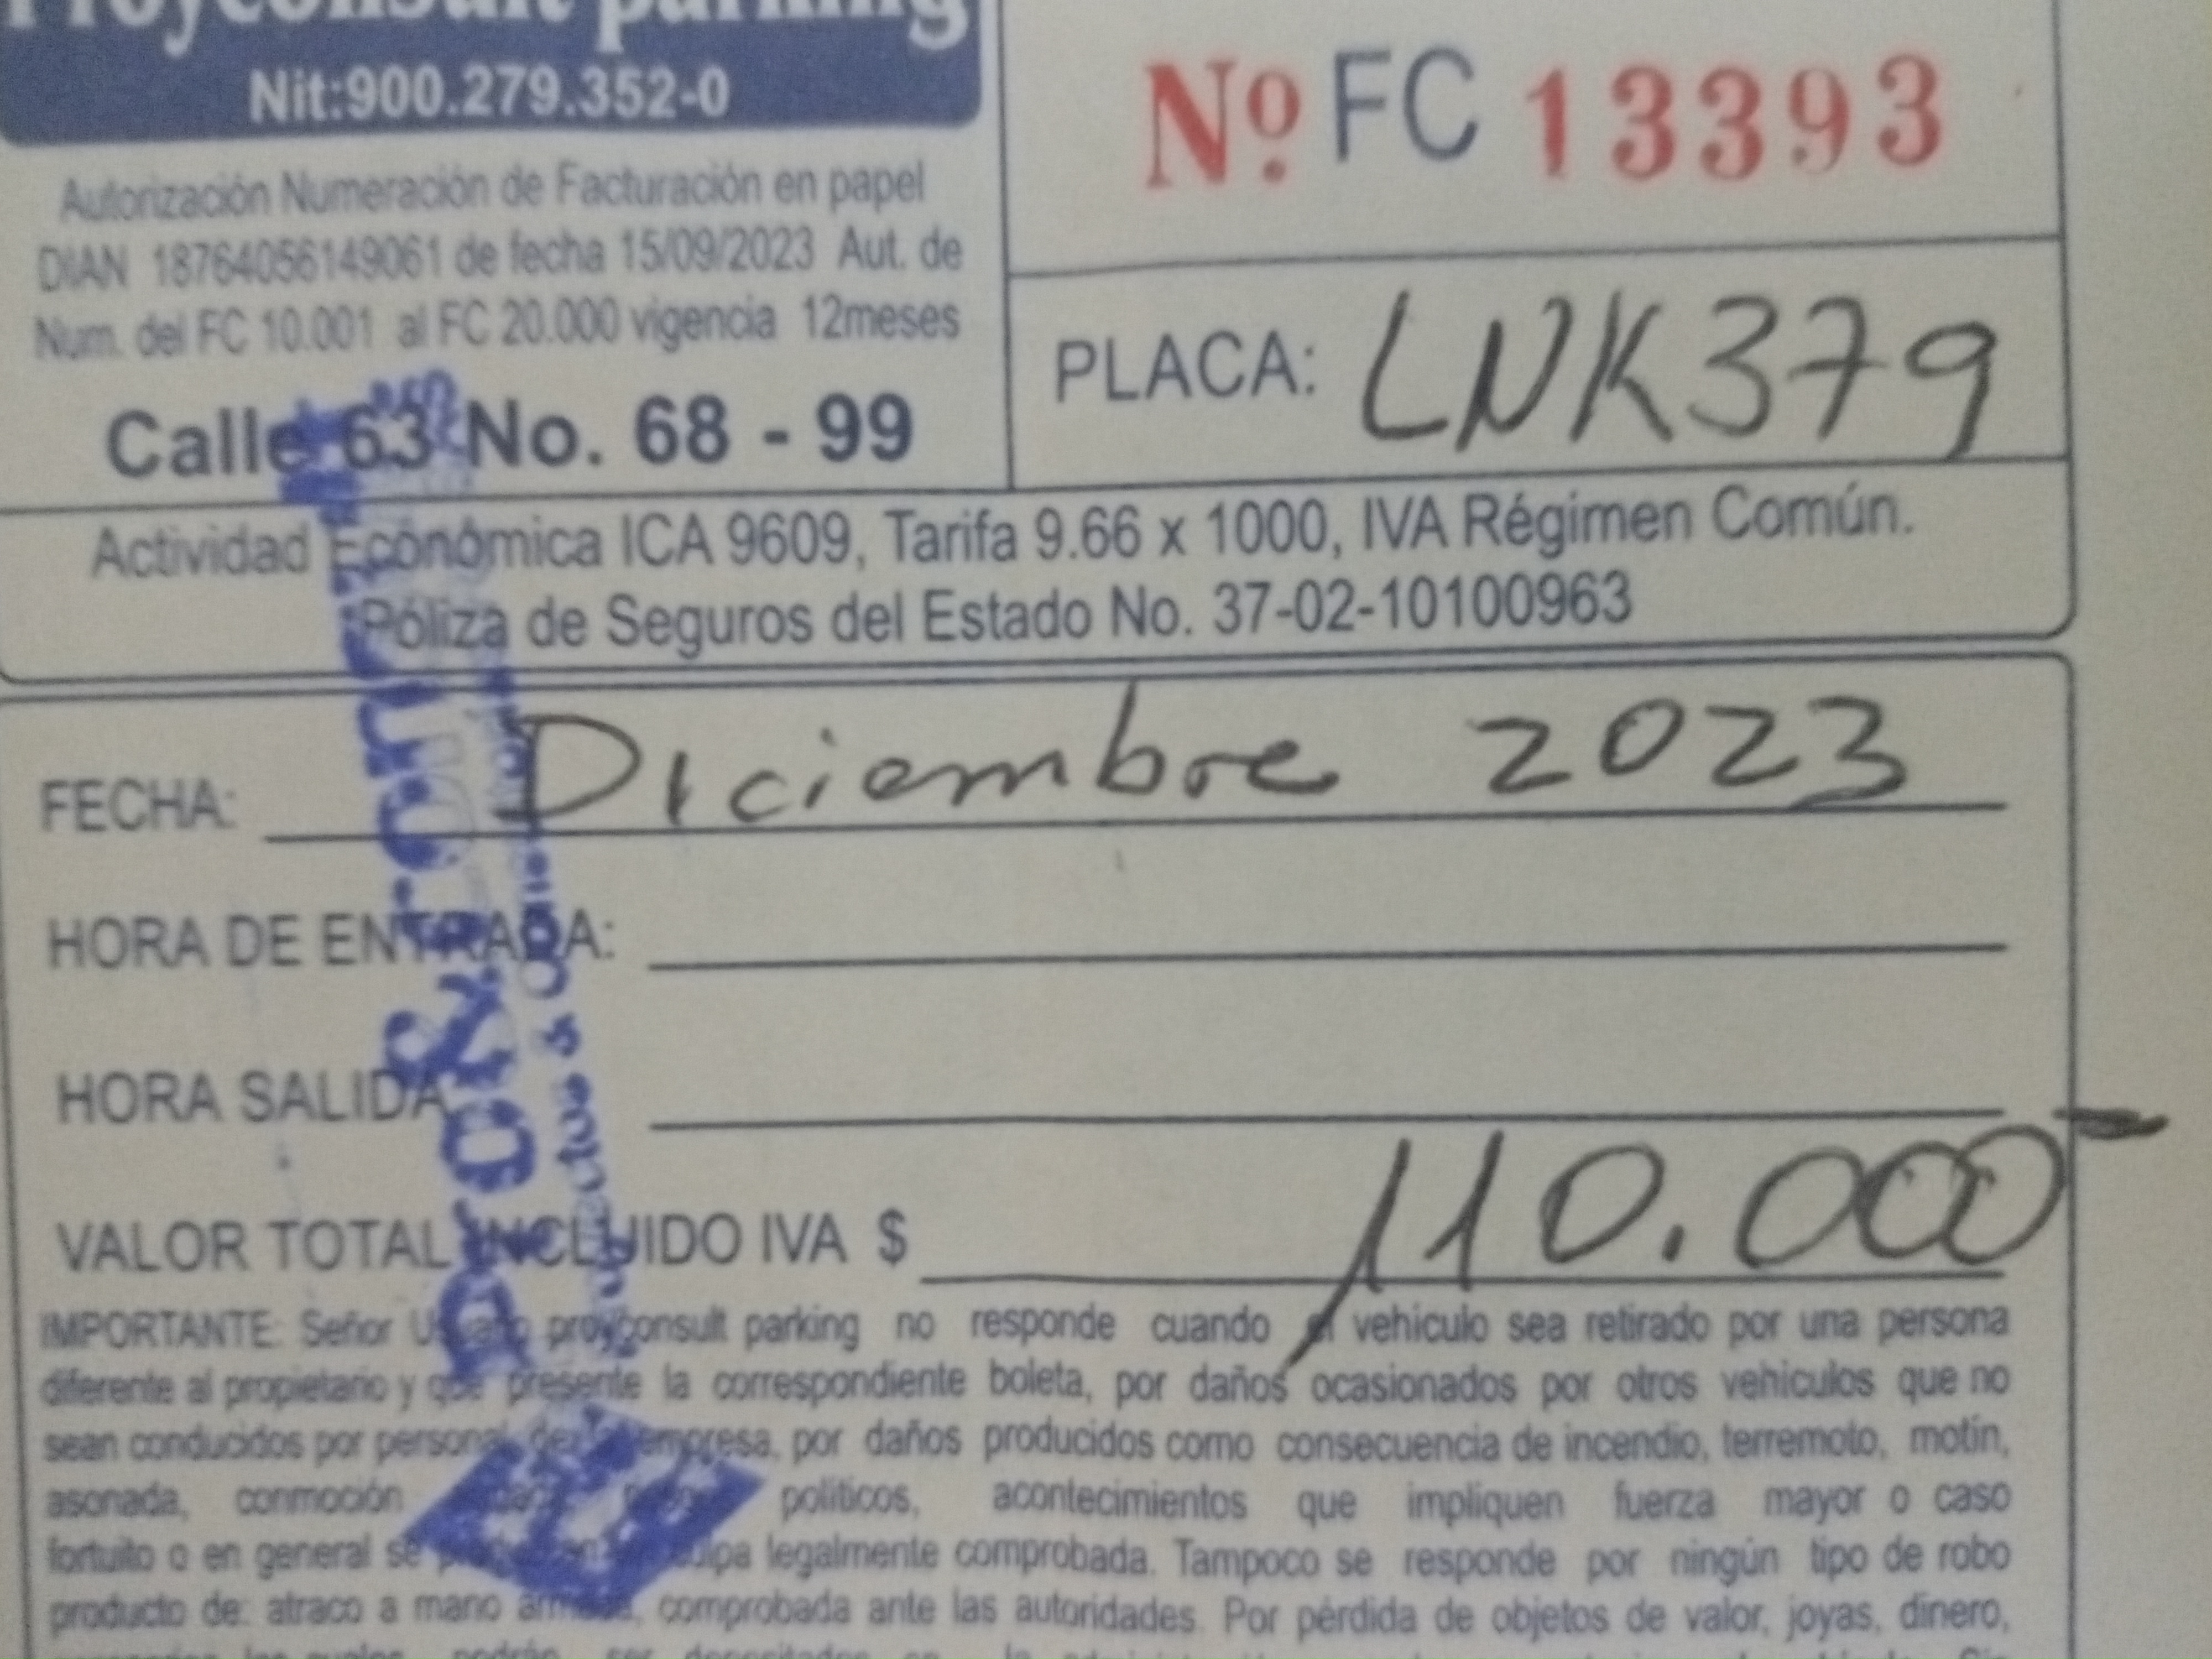 Proyconsult parking
Nit:900.279.352-0
Autorización Numeración de Facturación en papel
DIAN 18764056149061 de fecha 15/09/2023 Aut. de
Num. del FC 10.001 al FC 20.000 vigencia 12meses
Calle 63 No. 68 - 99
Nº FC 13393
PLACA: LNK379
Actividad Económica ICA 9609, Tarifa 9.66 x 1000, IVA Régimen Común.
Póliza de Seguros del Estado No. 37-02-10100963
FECHA: Diciembre 2023
HORA DE ENTRADA:
HORA SALIDA
VALOR TOTAL INCLUIDO IVA $ 110.000
IMPORTANTE: Señor Usuario proyconsult parking no responde cuando el vehiculo sea retirado por una persona
diferente al propietario y que presente la correspondiente boleta, por daños ocasionados por otros vehiculos que no
sean conducidos por personal de la empresa, por daños producidos como consecuencia de incendio, terremoto, motín,
asonada, conmoción políticos, acontecimientos que impliquen fuerza mayor o caso
fortuito o en general se culpa legalmente comprobada. Tampoco se responde por ningún tipo de robo
producto de: atraco a mano armada, comprobada ante las autoridades. Por pérdida de objetos de valor, joyas, dinero,